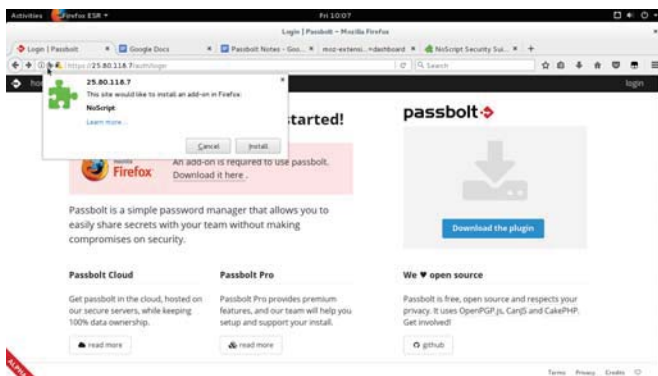 Activities Firefox ESR Fri 10:07
Login | Passbolt - Mozilla Firefox
Login | Passbolt Google Docs Passbolt Notes - Goo... moz-extensi...=dashboard NoScript Security Sui...
https://25.80.118.7/auth/login Search
login
25.80.118.7
This site would like to install an add-on in Firefox:
NoScript
Learn more...
Cancel Install
started!
mozilla
Firefox
An add-on is required to use passbolt.
Download it here .
Passbolt is a simple password
manager that allows you to
easily share secrets with your
team without making
compromises on security.
passbolt
Download the plugin
Passbolt Cloud
Get passbolt in the cloud, hosted on
our secure servers, while keeping
100% data ownership.
read more
Passbolt Pro
Passbolt Pro provides premium
features, and our team will help you
setup and support your install.
read more
We ♥ open source
Passbolt is free, open source and respects your
privacy. It uses OpenPGP.js, CanJS and CakePHP.
Get involved!
github
ALPHA
Terms Privacy Credits